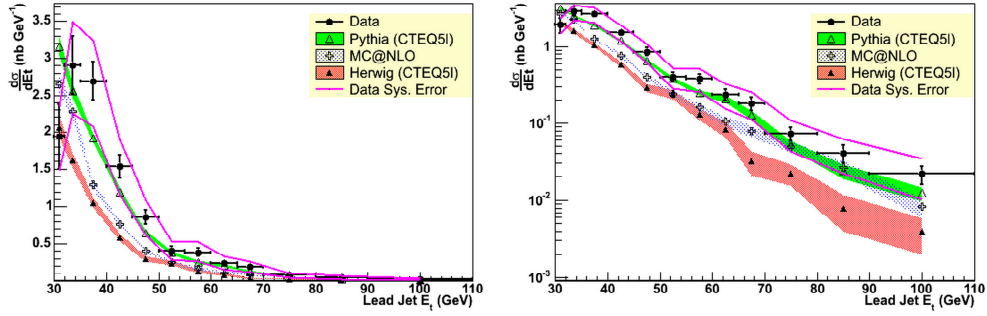 dσ/dEt (nb GeV⁻¹)
3.5
3
2.5
2
1.5
1
0.5
30 40 50 60 70 80 90 100 110
Lead Jet Eₜ (GeV)
Data
Pythia (CTEQ5l)
MC@NLO
Herwig (CTEQ5l)
Data Sys. Error
dσ/dEt (nb GeV⁻¹)
1
10⁻¹
10⁻²
10⁻³
30 40 50 60 70 80 90 100 110
Lead Jet Eₜ (GeV)
Data
Pythia (CTEQ5l)
MC@NLO
Herwig (CTEQ5l)
Data Sys. Error